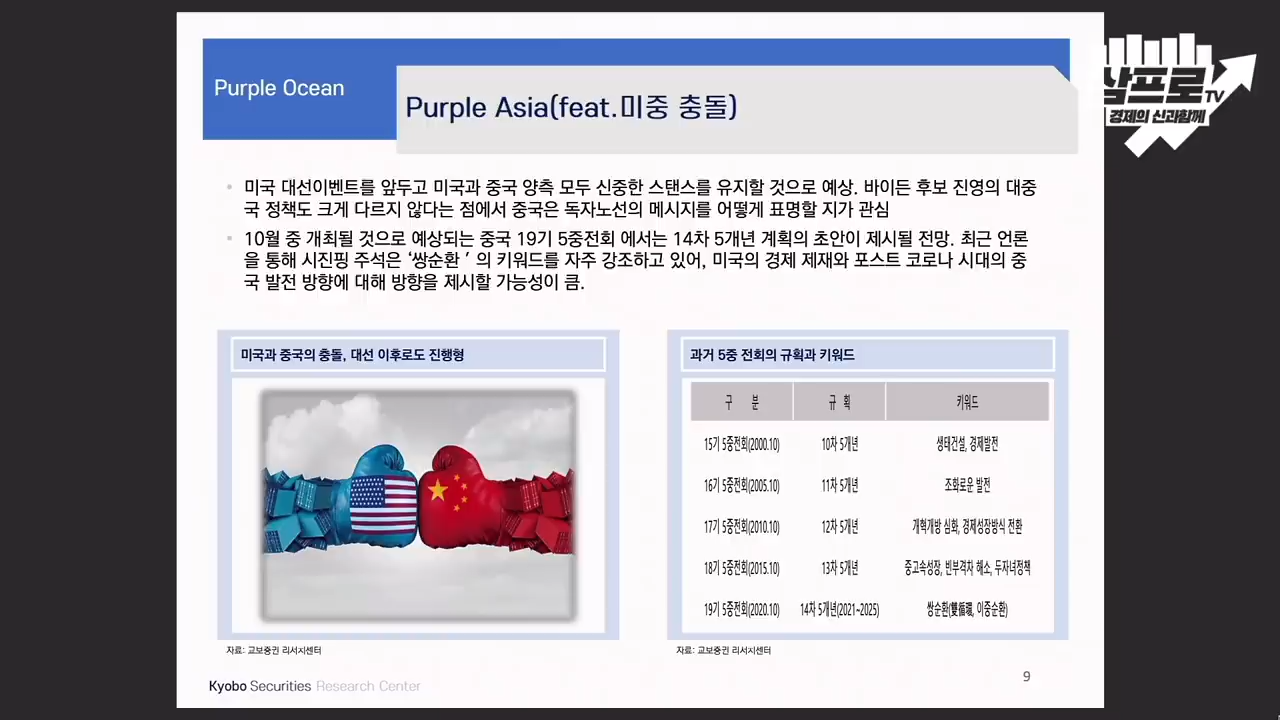 Purple Ocean
Purple Asia(feat.미중 충돌)
삼프로TV
경제의 신과함께
미국 대선이벤트를 앞두고 미국과 중국 양측 모두 신중한 스탠스를 유지할 것으로 예상. 바이든 후보 진영의 대중
국 정책도 크게 다르지 않다는 점에서 중국은 독자노선의 메시지를 어떻게 표명할 지가 관심
10월 중 개최될 것으로 예상되는 중국 19기 5중전회 에서는 14차 5개년 계획의 초안이 제시될 전망. 최근 언론
을 통해 시진핑 주석은 ‘쌍순환 ′ 의 키워드를 자주 강조하고 있어, 미국의 경제 제재와 포스트 코로나 시대의 중
국 발전 방향에 대해 방향을 제시할 가능성이 큼.
미국과 중국의 충돌, 대선 이후로도 진행형
자료: 교보증권 리서치센터
과거 5중 전회의 규획과 키워드
구 분 규 획 키워드
15기 5중전회(2000.10) 10차 5개년 생태건설, 경제발전
16기 5중전회(2005.10) 11차 5개년 조화로운 발전
17기 5중전회(2010.10) 12차 5개년 개혁개방 심화, 경제성장방식 전환
18기 5중전회(2015.10) 13차 5개년 중고속성장, 빈부격차 해소, 두자녀정책
19기 5중전회(2020.10) 14차 5개년(2021~2025) 쌍순환(雙循環, 이중순환)
자료: 교보증권 리서치센터
Kyobo Securities Research Center
9